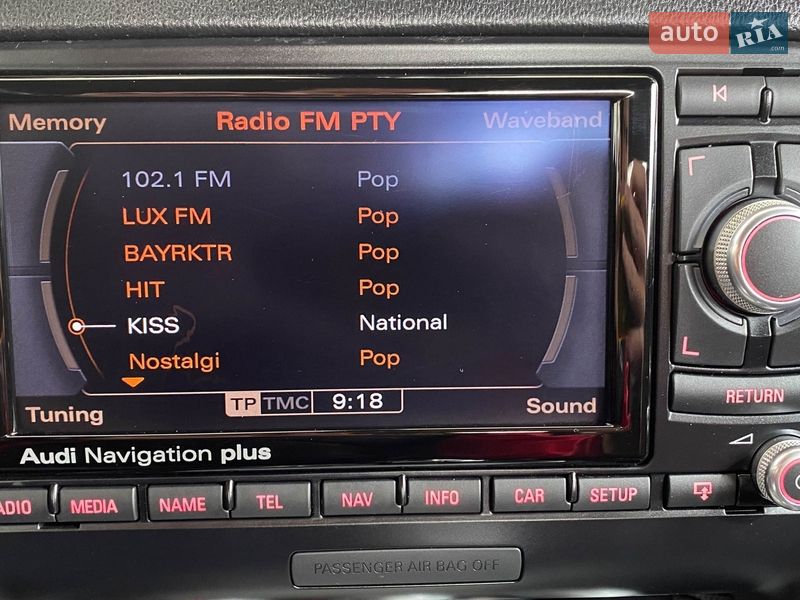 auto RIA .com
Memory Radio FM PTY Waveband
102.1 FM Pop
LUX FM Pop
BAYRKTR Pop
HIT Pop
KISS National
Nostalgi Pop
Tuning TP TMC 9:18 Sound
Audi Navigation plus
RETURN
ADIO MEDIA NAME TEL NAV INFO CAR SETUP
PASSENGER AIR BAG OFF